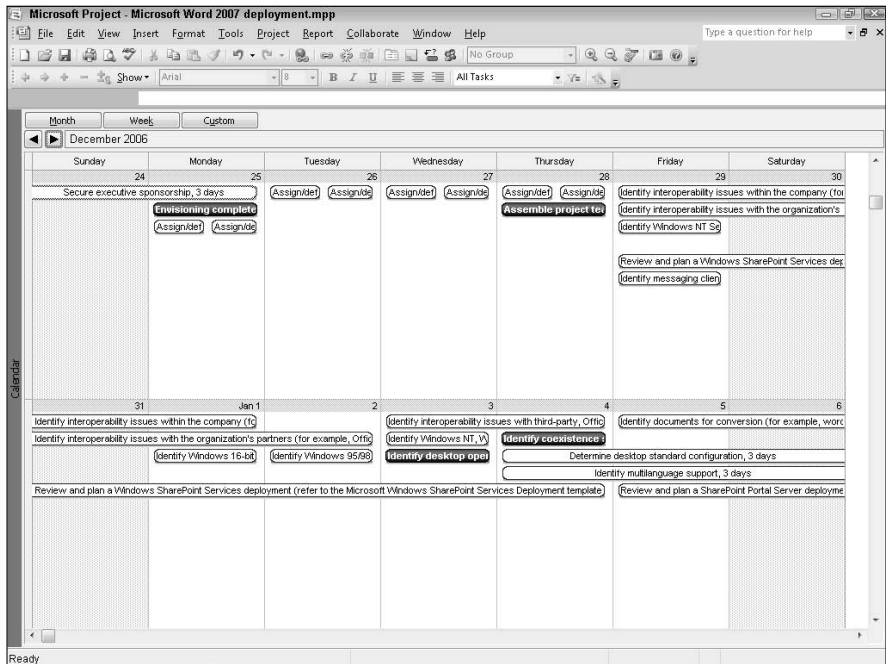 Microsoft Project - Microsoft Word 2007 deployment.mpp
File Edit View Insert Format Tools Project Report Collaborate Window Help Type a question for help
No Group
Show Arial 8 B I U All Tasks
Month Week Custom
December 2006
Sunday Monday Tuesday Wednesday Thursday Friday Saturday
24 25 26 27 28 29 30
Secure executive sponsorship, 3 days Assign/def Assign/de Assign/def Assign/de Assign/def Assign/de Identify interoperability issues within the company (for
Envisioning complete Assemble project tea Identify interoperability issues with the organization's
Assign/def Assign/de Identify Windows NT Se
Review and plan a Windows SharePoint Services dep
Identify messaging clien
Calendar
31 Jan 1 2 3 4 5 6
Identify interoperability issues within the company (fo Identify interoperability issues with third-party, Offic Identify documents for conversion (for example, word
Identify interoperability issues with the organization's partners (for example, Offic Identify Windows NT, W Identify coexistence
Identify Windows 16-bit Identify Windows 95/98 Identify desktop oper Determine desktop standard configuration, 3 days
Identify multilanguage support, 3 days
Review and plan a Windows SharePoint Services deployment (refer to the Microsoft Windows SharePoint Services Deployment template) Review and plan a SharePoint Portal Server deployme
Ready